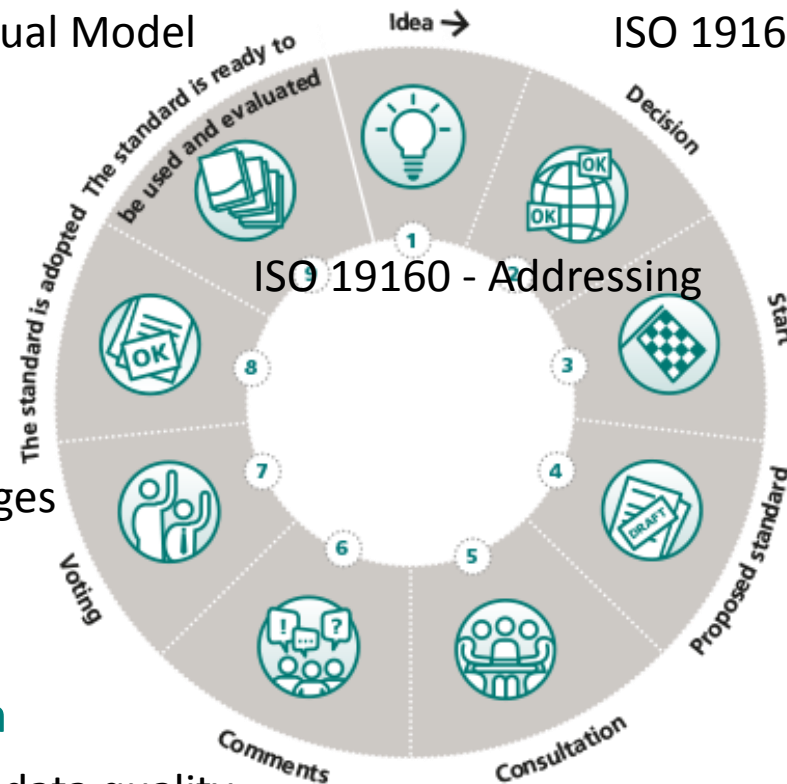 ual Model
Idea →
ISO 1916
Decision
Start
Proposed standard
Consultation
Comments
Voting
The standard is adopted
The standard is ready to
be used and evaluated
ISO 19160 - Addressing
1
2
3
4
5
6
7
8
9
OK
OK
DRAFT
!
...
?
OK
ges
n
data quality